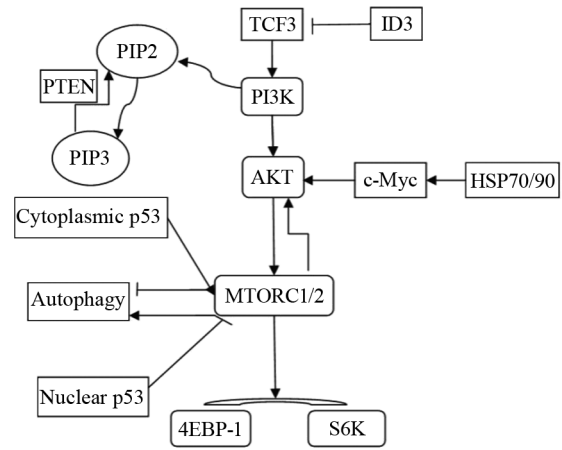 TCF3
ID3
PIP2
PTEN
PI3K
PIP3
AKT
c-Myc
HSP70/90
Cytoplasmic p53
Autophagy
MTORC1/2
Nuclear p53
4EBP-1
S6K